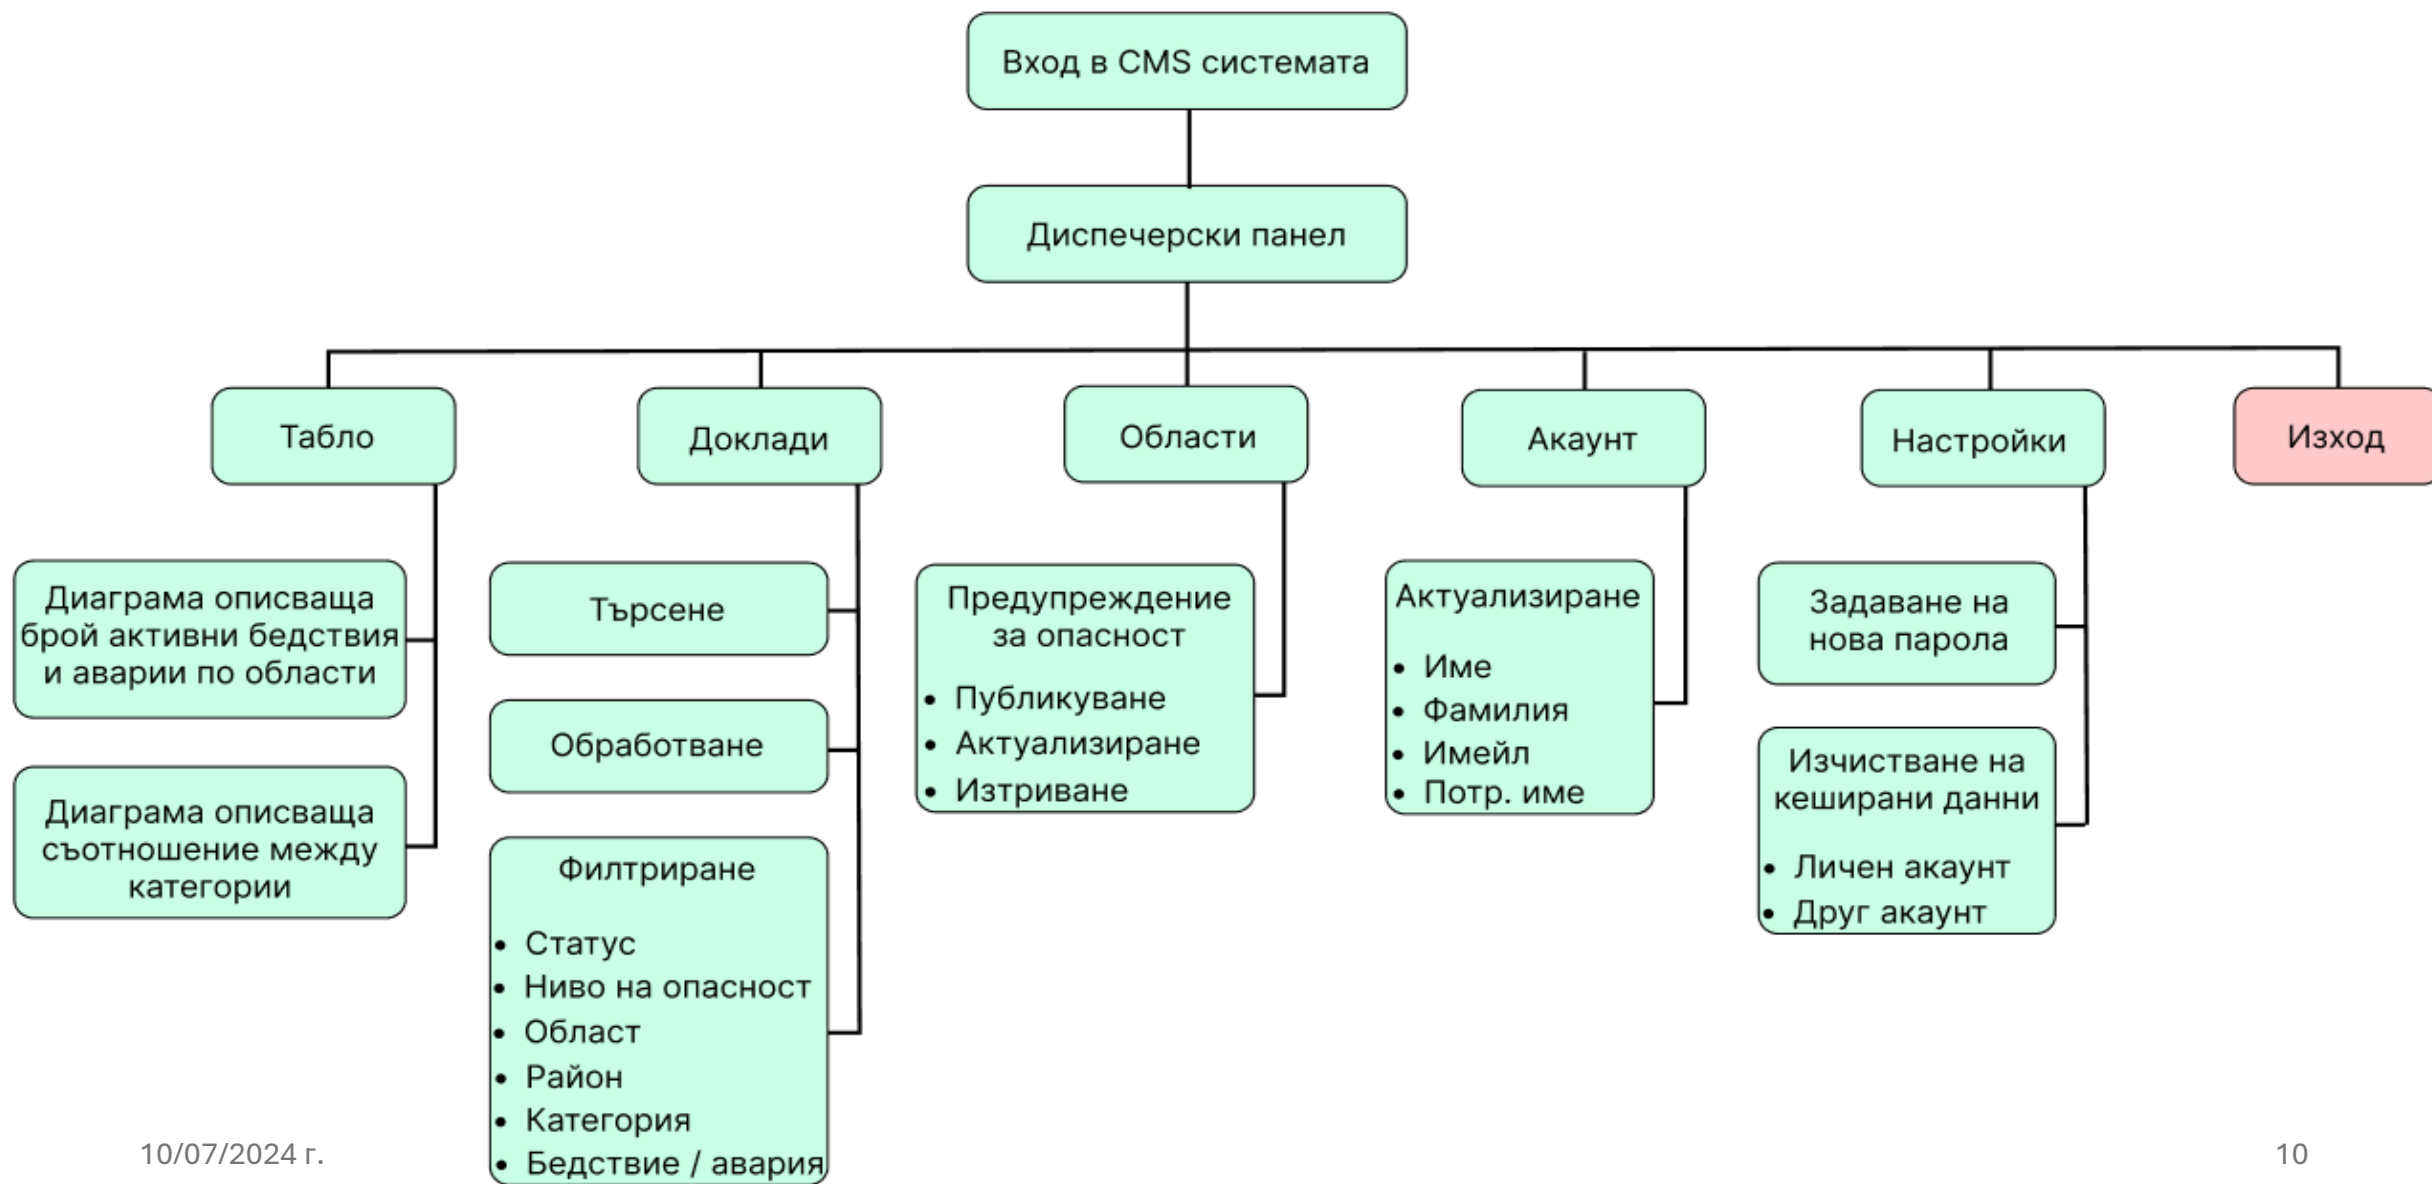 Вход в CMS системата
Диспечерски панел
Табло
Доклади
Области
Акаунт
Настройки
Изход
Диаграма описваща
брой активни бедствия
и аварии по области
Диаграма описваща
съотношение между
категории
Търсене
Обработване
Филтриране
• Статус
• Ниво на опасност
• Област
• Район
• Категория
• Бедствие / авария
Предупреждение
за опасност
• Публикуване
• Актуализиране
• Изтриване
Актуализиране
• Име
• Фамилия
• Имейл
• Потр. име
Задаване на
нова парола
Изчистване на
кеширани данни
• Личен акаунт
• Друг акаунт
10/07/2024 г.
10